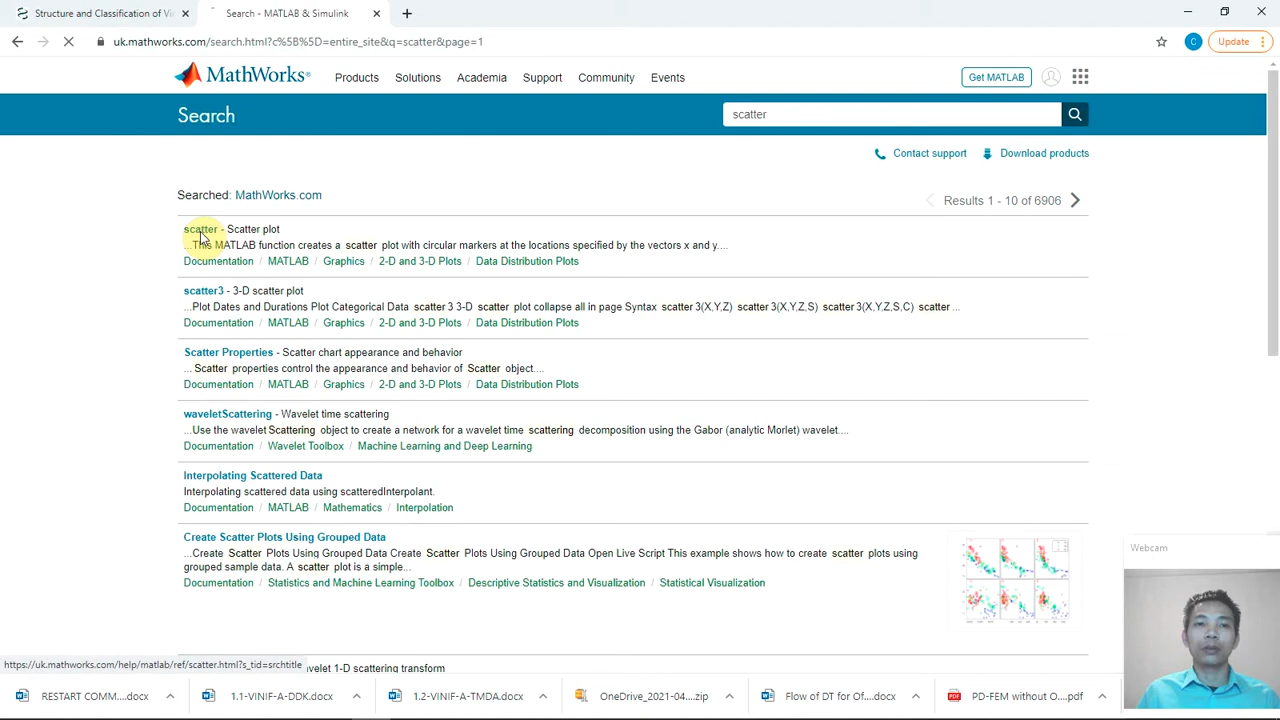 Structure and Classification of Vi
Search - MATLAB & Simulink
uk.mathworks.com/search.html?c%5B%5D=entire_site&q=scatter&page=1
C
Update
MathWorks®
Products
Solutions
Academia
Support
Community
Events
Get MATLAB
Search
scatter
Contact support
Download products
Searched: MathWorks.com
Results 1 - 10 of 6906
scatter - Scatter plot
...This MATLAB function creates a scatter plot with circular markers at the locations specified by the vectors x and y....
Documentation / MATLAB / Graphics / 2-D and 3-D Plots / Data Distribution Plots
scatter3 - 3-D scatter plot
...Plot Dates and Durations Plot Categorical Data scatter 3 3-D scatter plot collapse all in page Syntax scatter 3(X,Y,Z) scatter 3(X,Y,Z,S) scatter 3(X,Y,Z,S,C) scatter ...
Documentation / MATLAB / Graphics / 2-D and 3-D Plots / Data Distribution Plots
Scatter Properties - Scatter chart appearance and behavior
... Scatter properties control the appearance and behavior of Scatter object....
Documentation / MATLAB / Graphics / 2-D and 3-D Plots / Data Distribution Plots
waveletScattering - Wavelet time scattering
...Use the wavelet Scattering object to create a network for a wavelet time scattering decomposition using the Gabor (analytic Morlet) wavelet....
Documentation / Wavelet Toolbox / Machine Learning and Deep Learning
Interpolating Scattered Data
Interpolating scattered data using scatteredInterpolant.
Documentation / MATLAB / Mathematics / Interpolation
Create Scatter Plots Using Grouped Data
...Create Scatter Plots Using Grouped Data Create Scatter Plots Using Grouped Data Open Live Script This example shows how to create scatter plots using
grouped sample data. A scatter plot is a simple...
Documentation / Statistics and Machine Learning Toolbox / Descriptive Statistics and Visualization / Statistical Visualization
Webcam
https://uk.mathworks.com/help/matlab/ref/scatter.html?s_tid=srchtitle
velet 1-D scattering transform
RESTART COMM....docx
1.1-VINIF-A-DDK.docx
1.2-VINIF-A-TMDA.docx
OneDrive_2021-04....zip
Flow of DT for Of....docx
PD-FEM without O....pdf